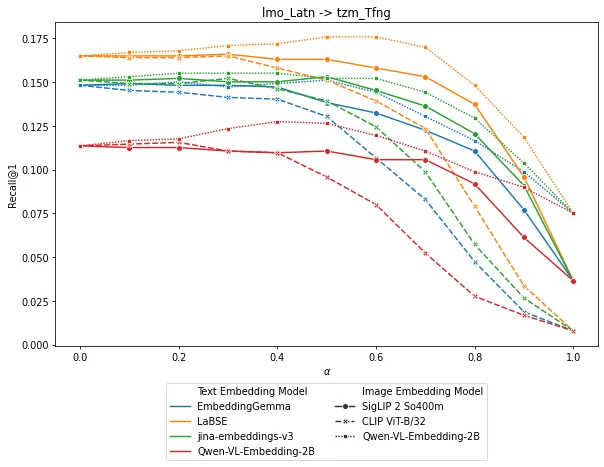 lmo_Latn -> tzm_Tfng
Recall@1
0.175
0.150
0.125
0.100
0.075
0.050
0.025
0.000
0.0 0.2 0.4 0.6 0.8 1.0
α
Text Embedding Model
EmbeddingGemma
LaBSE
jina-embeddings-v3
Qwen-VL-Embedding-2B
Image Embedding Model
SigLIP 2 So400m
CLIP ViT-B/32
Qwen-VL-Embedding-2B